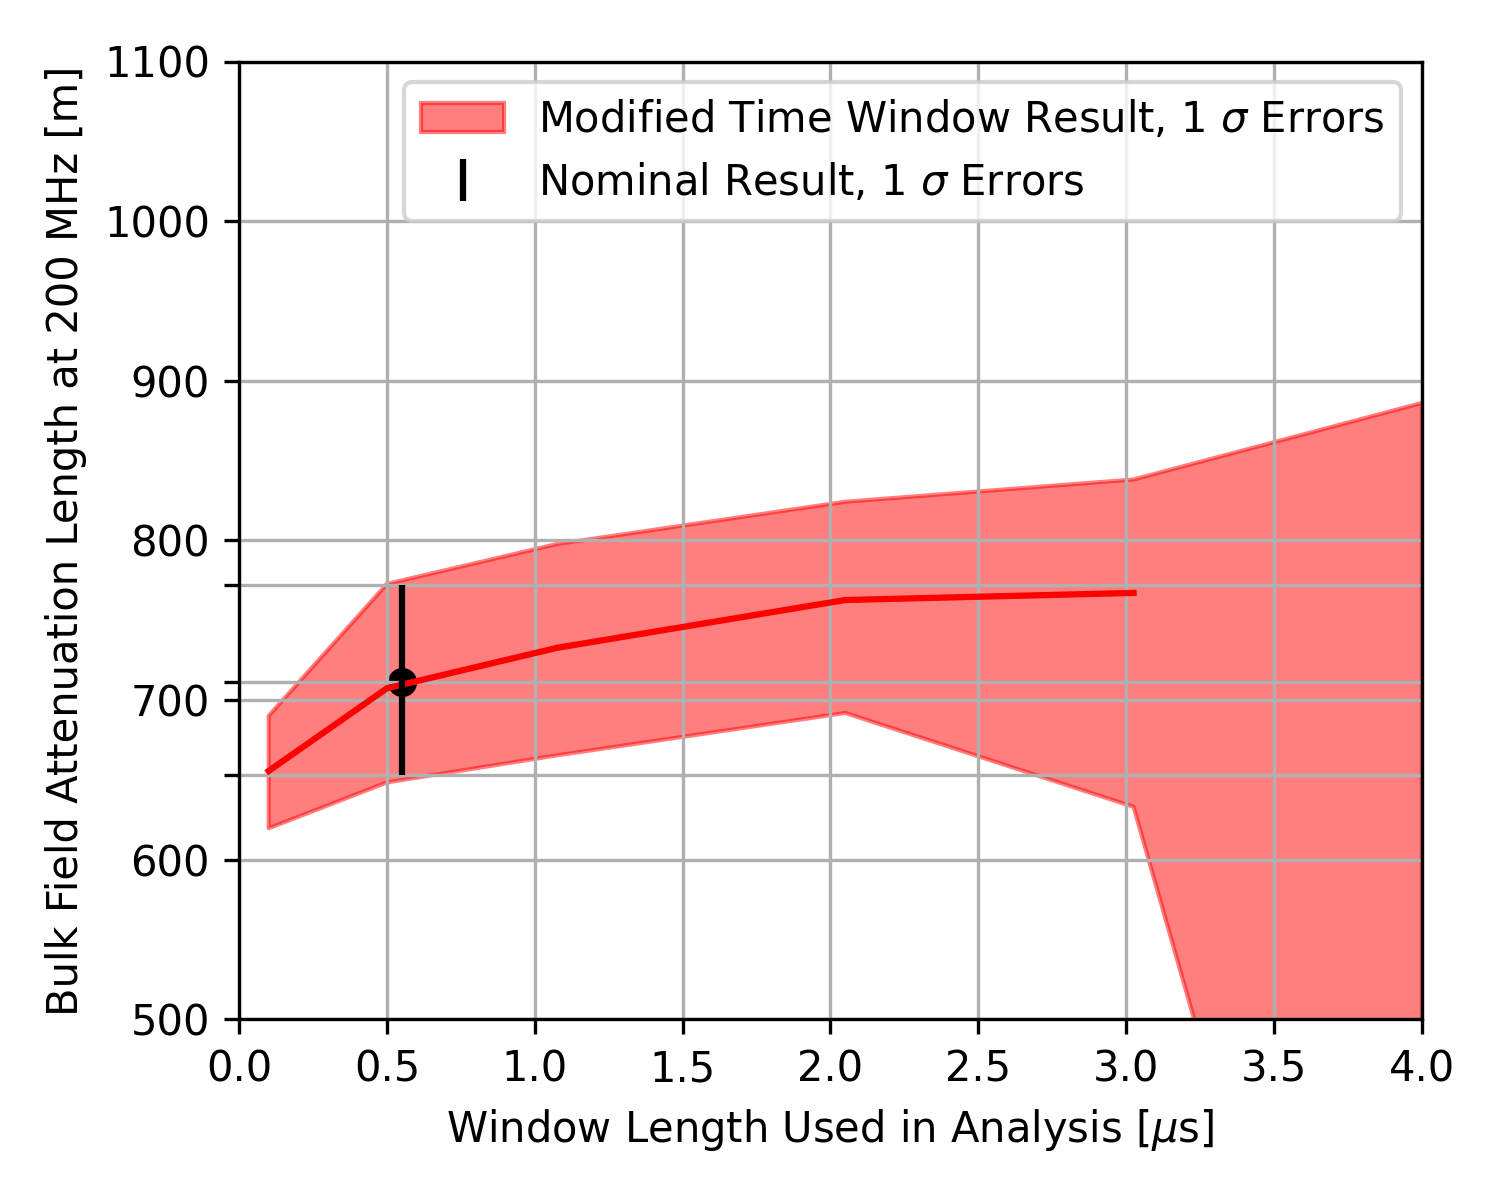 Bulk Field Attenuation Length at 200 MHz [m]
1100
1000
900
800
700
600
500
Modified Time Window Result, 1 σ Errors
Nominal Result, 1 σ Errors
0.0 0.5 1.0 1.5 2.0 2.5 3.0 3.5 4.0
Window Length Used in Analysis [μs]